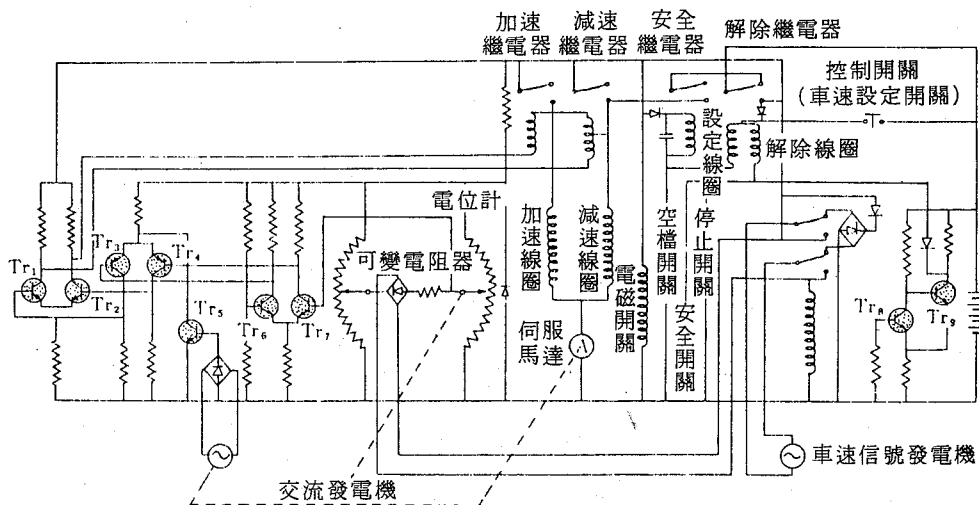 加速
繼電器
減速
繼電器
安全
繼電器
解除繼電器
控制開關
(車速設定開關)
設定線圈
解除線圈
電位計
可變電阻器
加速線圈
減速線圈
電磁開關
空檔開關
停止開關
安全開關
伺服
馬達
Tr1
Tr2
Tr3
Tr4
Tr5
Tr6
Tr7
Tr8
Tr9
交流發電機
車速信號發電機